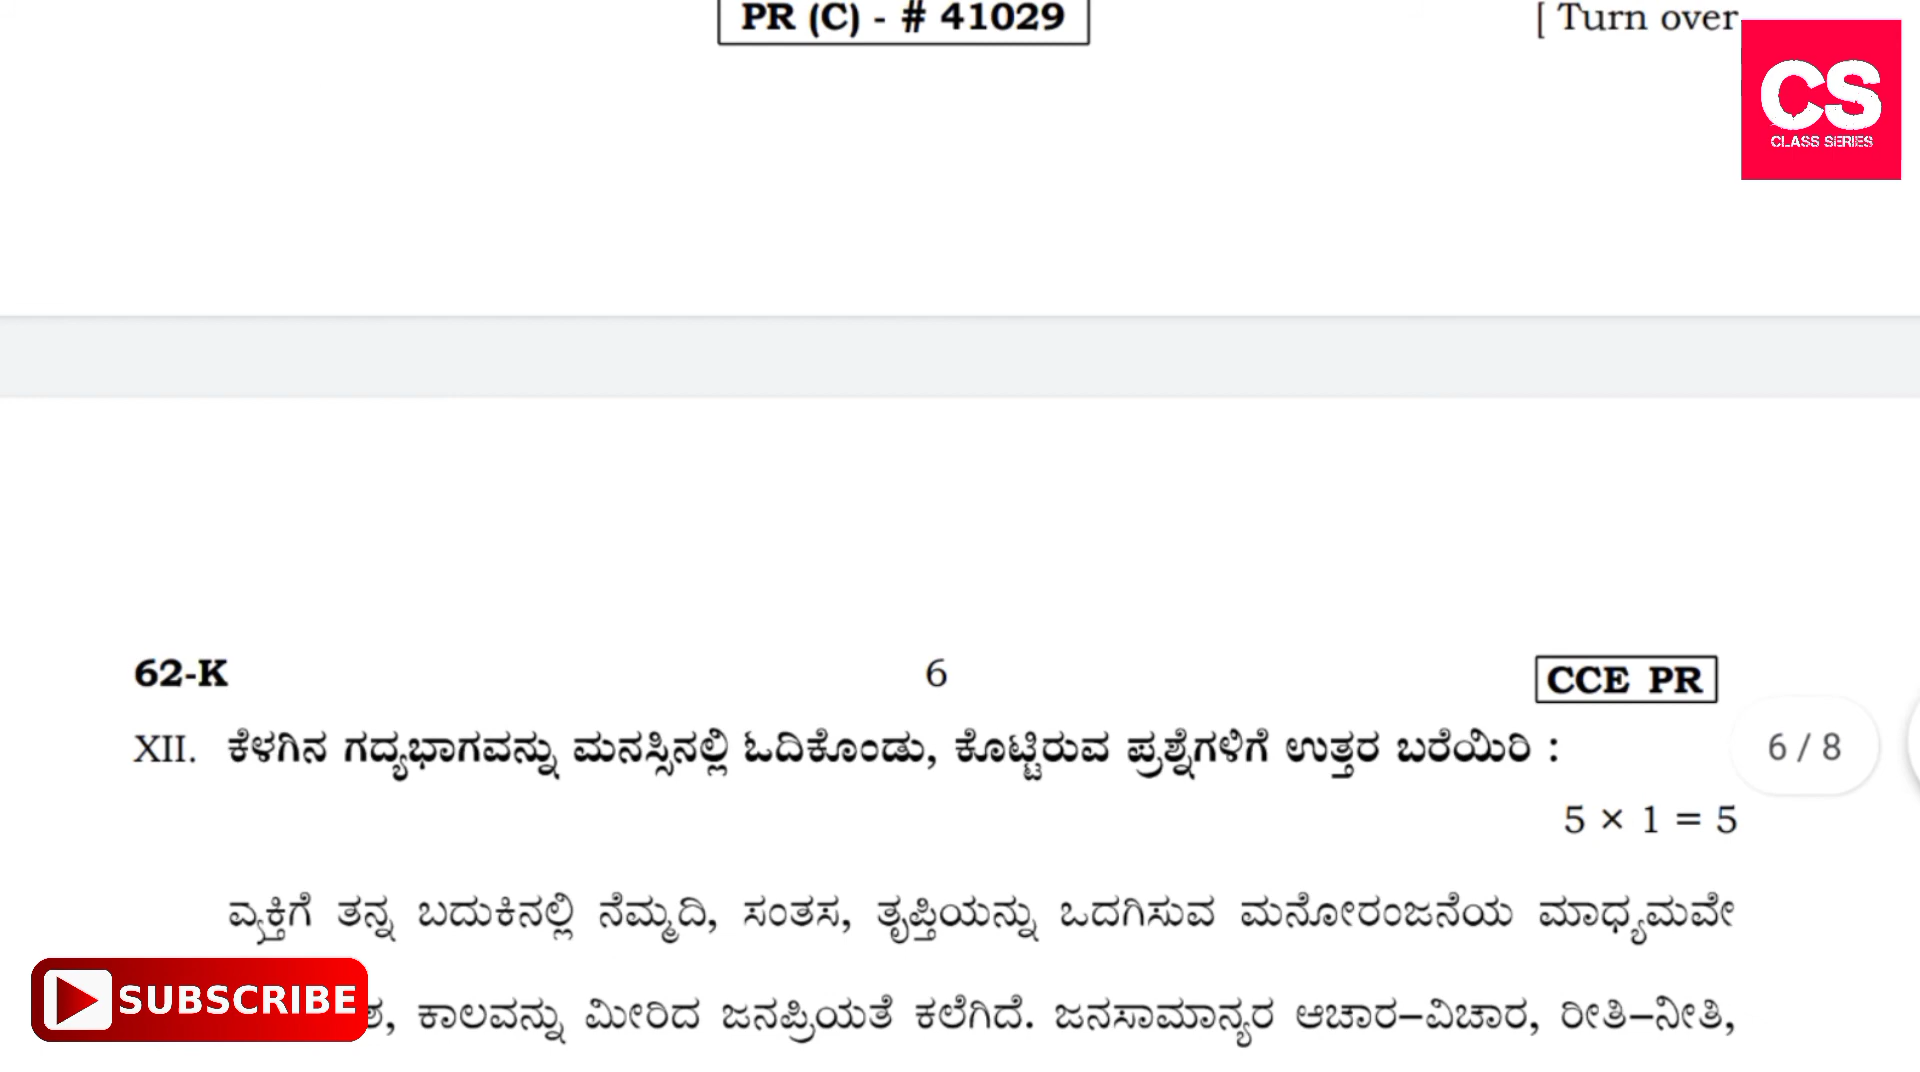 PR (C) - # 41029
[ Turn over
CS
CLASS SERIES
62-K
6
CCE PR
XII. ಕೆಳಗಿನ ಗದ್ಯಭಾಗವನ್ನು ಮನಸ್ಸಿನಲ್ಲಿ ಓದಿಕೊಂಡು, ಕೊಟ್ಟಿರುವ ಪ್ರಶ್ನೆಗಳಿಗೆ ಉತ್ತರ ಬರೆಯಿರಿ :
6 / 8
5 × 1 = 5
ವ್ಯಕ್ತಿಗೆ ತನ್ನ ಬದುಕಿನಲ್ಲಿ ನೆಮ್ಮದಿ, ಸಂತಸ, ತೃಪ್ತಿಯನ್ನು ಒದಗಿಸುವ ಮನೋರಂಜನೆಯ ಮಾಧ್ಯಮವೇ
SUBSCRIBE
ಕಾಲವನ್ನು ಮೀರಿದ ಜನಪ್ರಿಯತೆ ಕಲೆಗಿದೆ. ಜನಸಾಮಾನ್ಯರ ಆಚಾರ–ವಿಚಾರ, ರೀತಿ–ನೀತಿ,